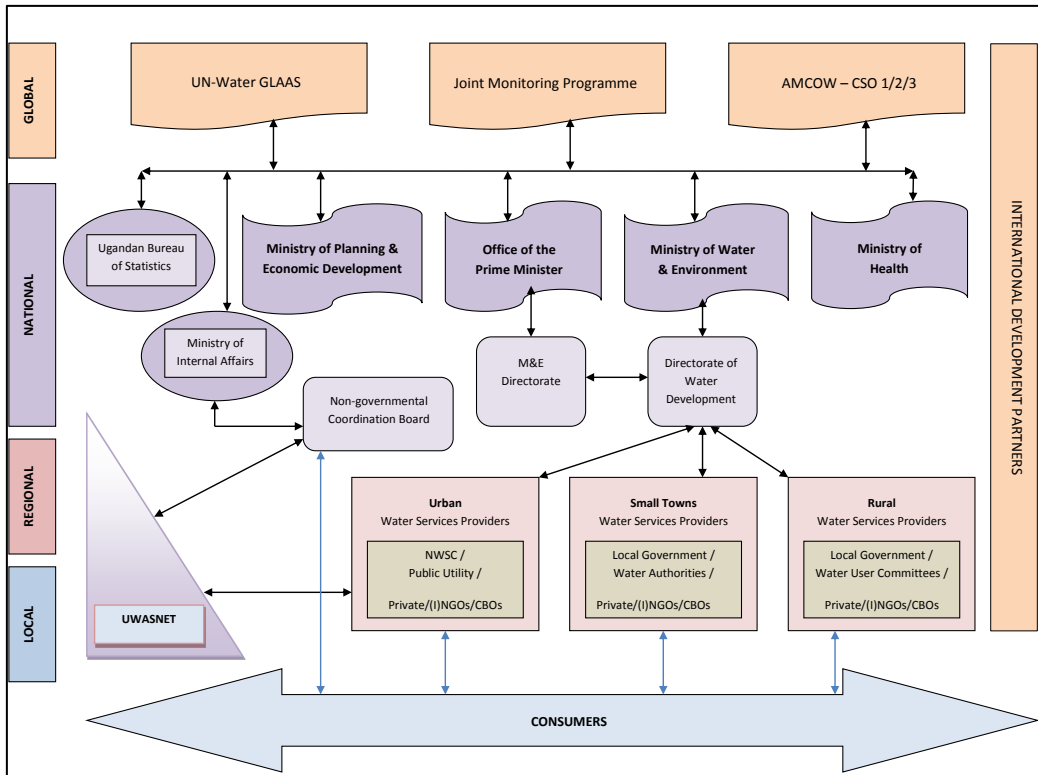 GLOBAL
UN-Water GLAAS
Joint Monitoring Programme
AMCOW – CSO 1/2/3
INTERNATIONAL DEVELOPMENT PARTNERS
NATIONAL
Ugandan Bureau
of Statistics
Ministry of Planning &
Economic Development
Office of the
Prime Minister
Ministry of Water
& Environment
Ministry of
Health
Ministry of
Internal Affairs
M&E
Directorate
Directorate of
Water
Development
Non-governmental
Coordination Board
REGIONAL
Urban
Water Services Providers
NWSC /
Public Utility /
Private/(I)NGOs/CBOs
Small Towns
Water Services Providers
Local Government /
Water Authorities /
Private/(I)NGOs/CBOs
Rural
Water Services Providers
Local Government /
Water User Committees /
Private/(I)NGOs/CBOs
LOCAL
UWASNET
CONSUMERS